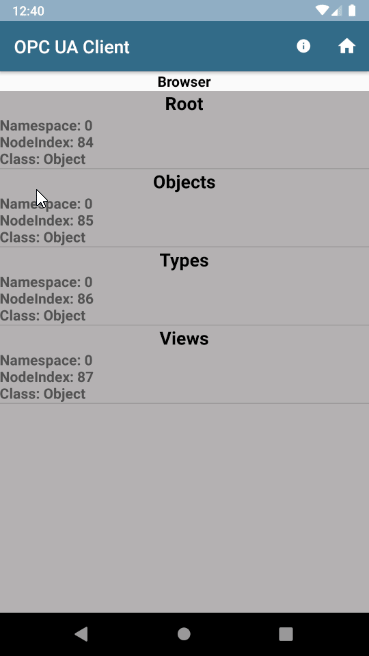 12:40
OPC UA Client
Browser
Root
Namespace: 0
NodeIndex: 84
Class: Object
Objects
Namespace: 0
NodeIndex: 85
Class: Object
Types
Namespace: 0
NodeIndex: 86
Class: Object
Views
Namespace: 0
NodeIndex: 87
Class: Object